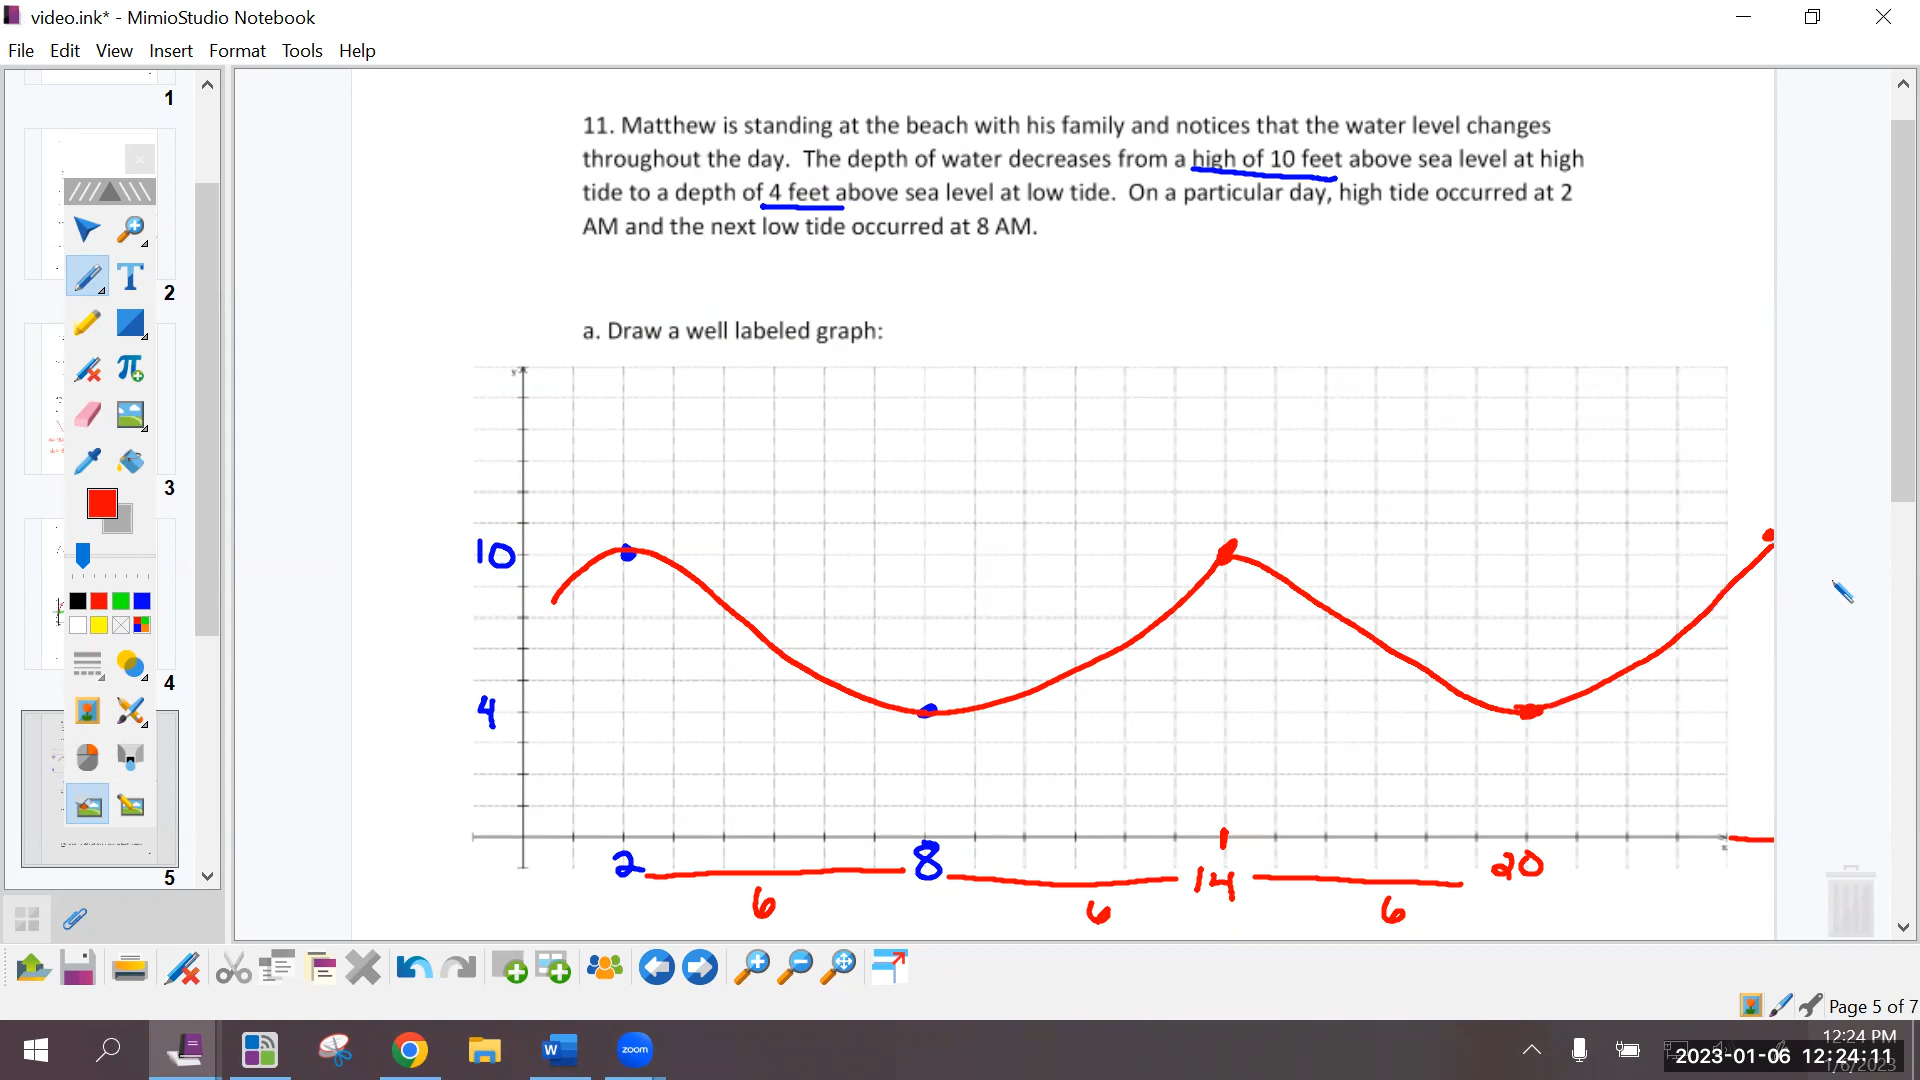 video.ink* - MimioStudio Notebook
File Edit View Insert Format Tools Help
1
2
3
4
5
11. Matthew is standing at the beach with his family and notices that the water level changes
throughout the day. The depth of water decreases from a high of 10 feet above sea level at high
tide to a depth of 4 feet above sea level at low tide. On a particular day, high tide occurred at 2
AM and the next low tide occurred at 8 AM.
a. Draw a well labeled graph:
10
4
2 8 14 20
6 6 6
Page 5 of 7
zoom
12:24 PM
2023-01-06 12:24:11
1/6/2023